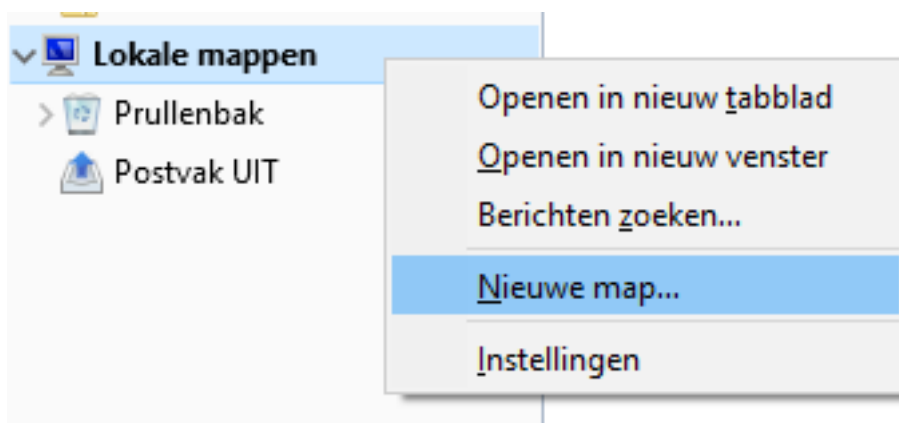 Lokale mappen
Prullenbak
Postvak UIT
Openen in nieuw tabblad
Openen in nieuw venster
Berichten zoeken...
Nieuwe map...
Instellingen